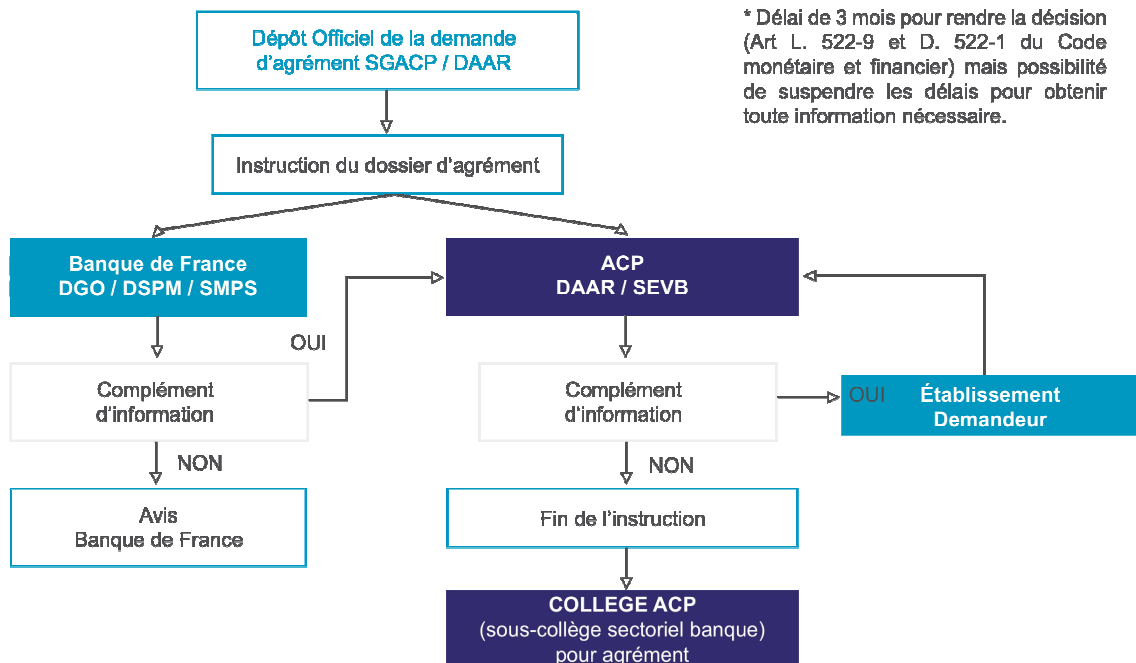 Dépôt Officiel de la demande
d'agrément SGACP / DAAR
* Délai de 3 mois pour rendre la décision
(Art L. 522-9 et D. 522-1 du Code
monétaire et financier) mais possibilité
de suspendre les délais pour obtenir
toute information nécessaire.
Instruction du dossier d'agrément
Banque de France
DGO / DSPM / SMPS
ACP
DAAR / SEVB
OUI
Complément
d'information
Complément
d'information
OUI
Établissement
Demandeur
NON
NON
Avis
Banque de France
Fin de l'instruction
COLLEGE ACP
(sous-collège sectoriel banque)
pour agrément